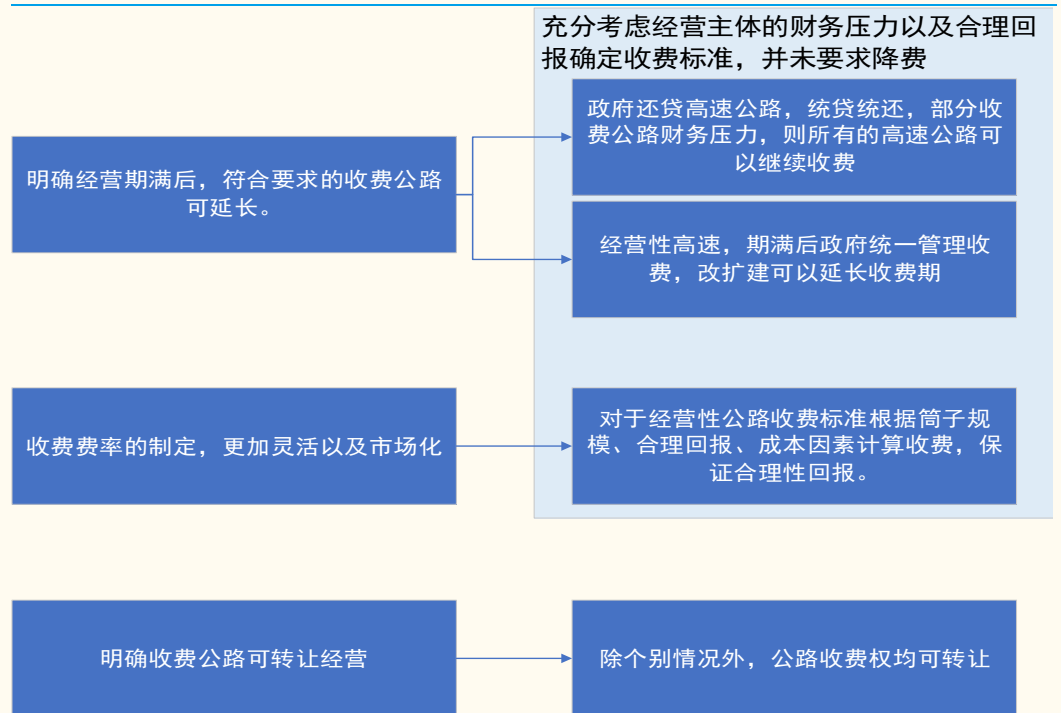 充分考虑经营主体的财务压力以及合理回
报确定收费标准，并未要求降费
明确经营期满后，符合要求的收费公路
可延长。
政府还贷高速公路，统贷统还，部分收
费公路财务压力，则所有的高速公路可
以继续收费
经营性高速，期满后政府统一管理收
费，改扩建可以延长收费期
收费费率的制定，更加灵活以及市场化
对于经营性公路收费标准根据筒子规
模、合理回报、成本因素计算收费，保
证合理性回报。
明确收费公路可转让经营
除个别情况外，公路收费权均可转让